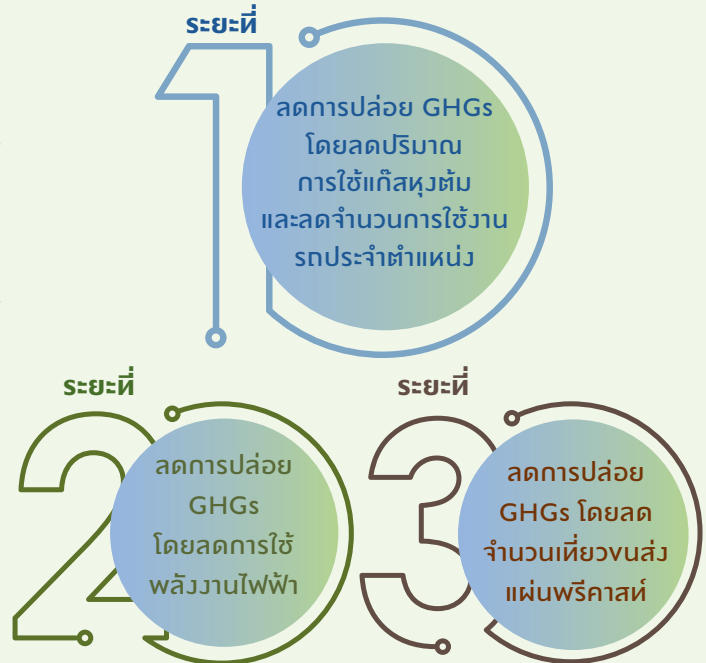 ระยะที่
1
ลดการปล่อย GHGs
โดยลดปริมาณ
การใช้แก๊สหุงต้ม
และลดจำนวนการใช้งาน
รถประจำตำแหน่ง
ระยะที่
2
ลดการปล่อย
GHGs
โดยลดการใช้
พลังงานไฟฟ้า
ระยะที่
3
ลดการปล่อย
GHGs โดยลด
จำนวนเที่ยวขนส่ง
แผ่นพรีคาสท์